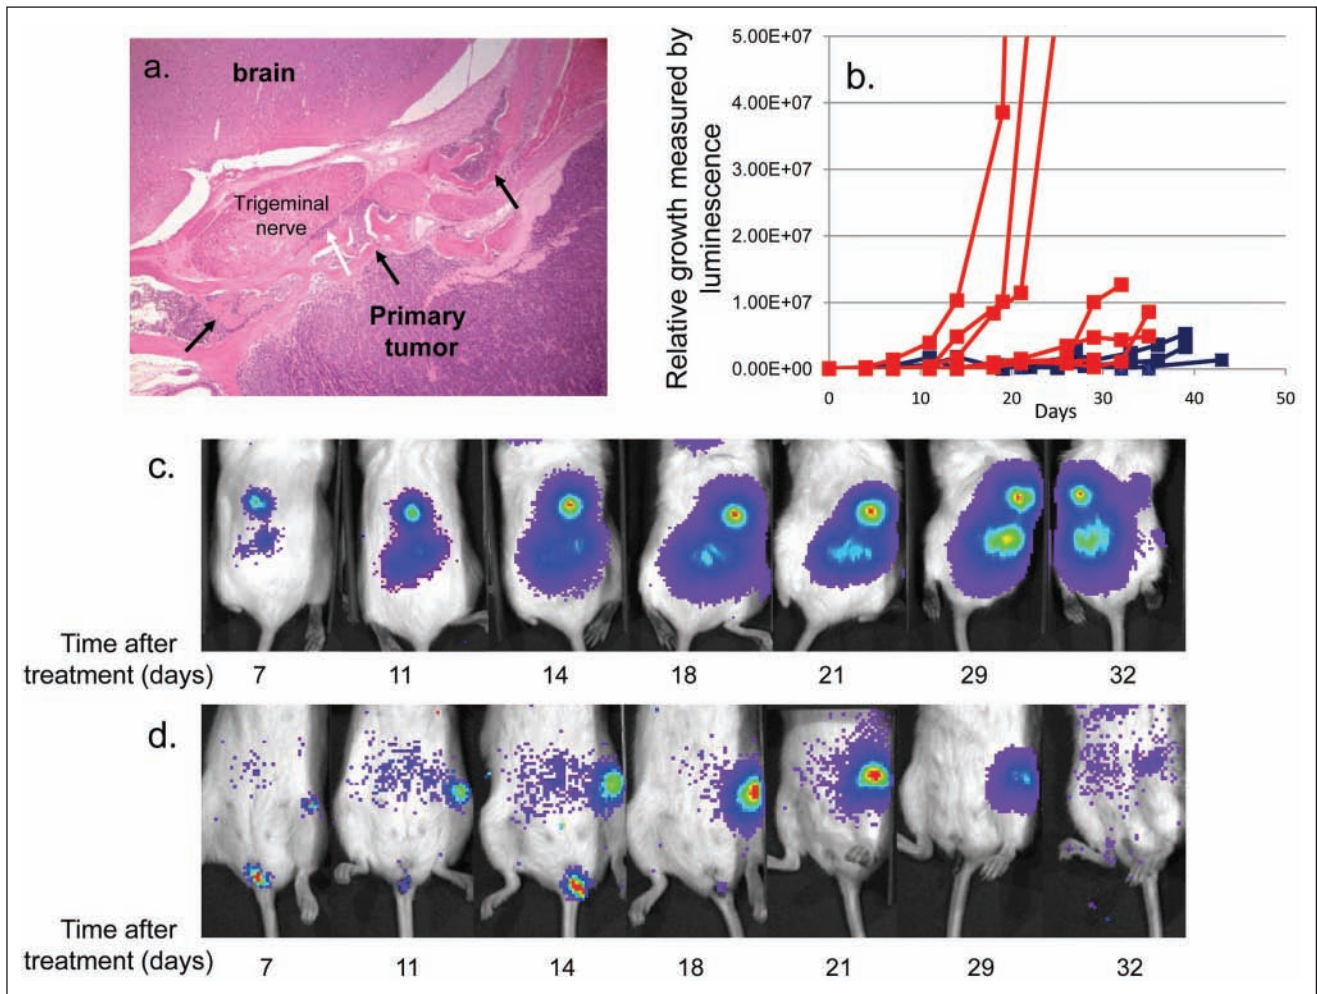 a.
brain
Trigeminal
nerve
Primary
tumor
b.
Relative growth measured by
luminescence
5.00E+07
4.00E+07
3.00E+07
2.00E+07
1.00E+07
0.00E+00
0 10 20 30 40 50
Days
c.
Time after
treatment (days)
7 11 14 18 21 29 32
d.
Time after
treatment (days)
7 11 14 18 21 29 32